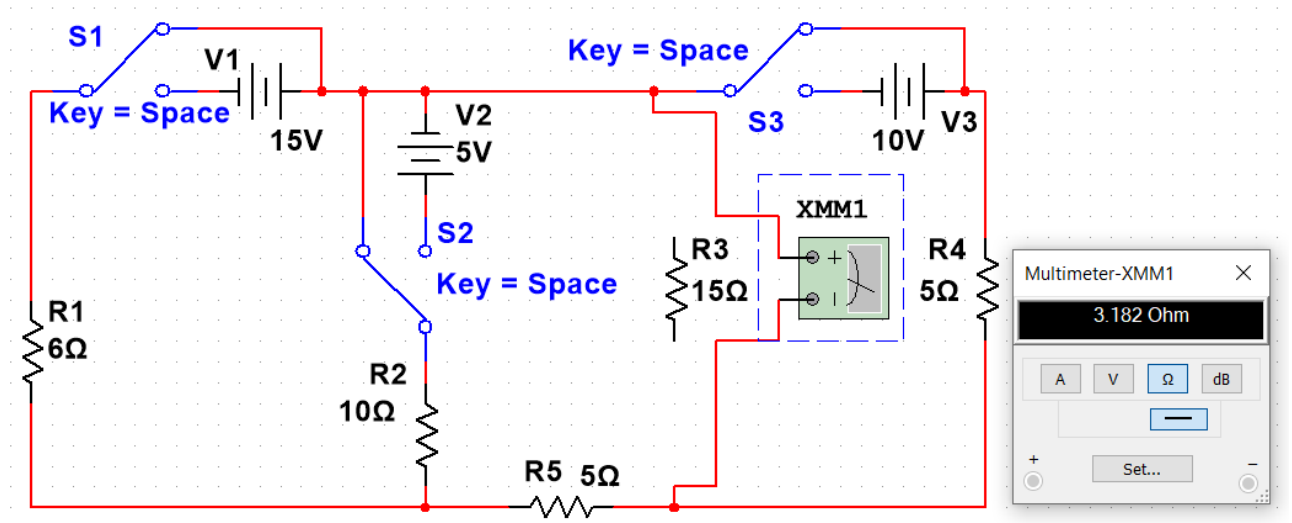 S1
V1
Key = Space
15V
V2
5V
S2
Key = Space
Key = Space
S3
10V
V3
XMM1
+
R3
15Ω
R4
5Ω
R1
6Ω
R2
10Ω
R5 5Ω
Multimeter-XMM1
3.182 Ohm
A V Ω dB
+ Set... −